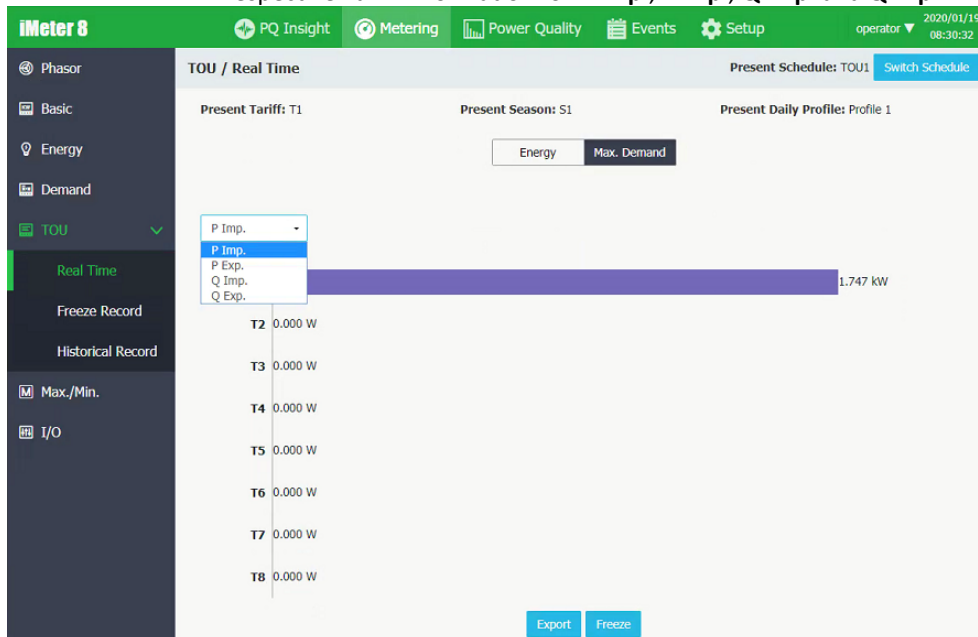 iMeter 8
PQ Insight
Metering
Power Quality
Events
Setup
operator ▼
2020/01/19
08:30:32
Phasor
Basic
Energy
Demand
TOU
Real Time
Freeze Record
Historical Record
Max./Min.
I/O
TOU / Real Time
Present Schedule: TOU1
Switch Schedule
Present Tariff: T1
Present Season: S1
Present Daily Profile: Profile 1
Energy
Max. Demand
P Imp.
P Imp.
P Exp.
Q Imp.
Q Exp.
1.747 kW
T2 0.000 W
T3 0.000 W
T4 0.000 W
T5 0.000 W
T6 0.000 W
T7 0.000 W
T8 0.000 W
Export
Freeze